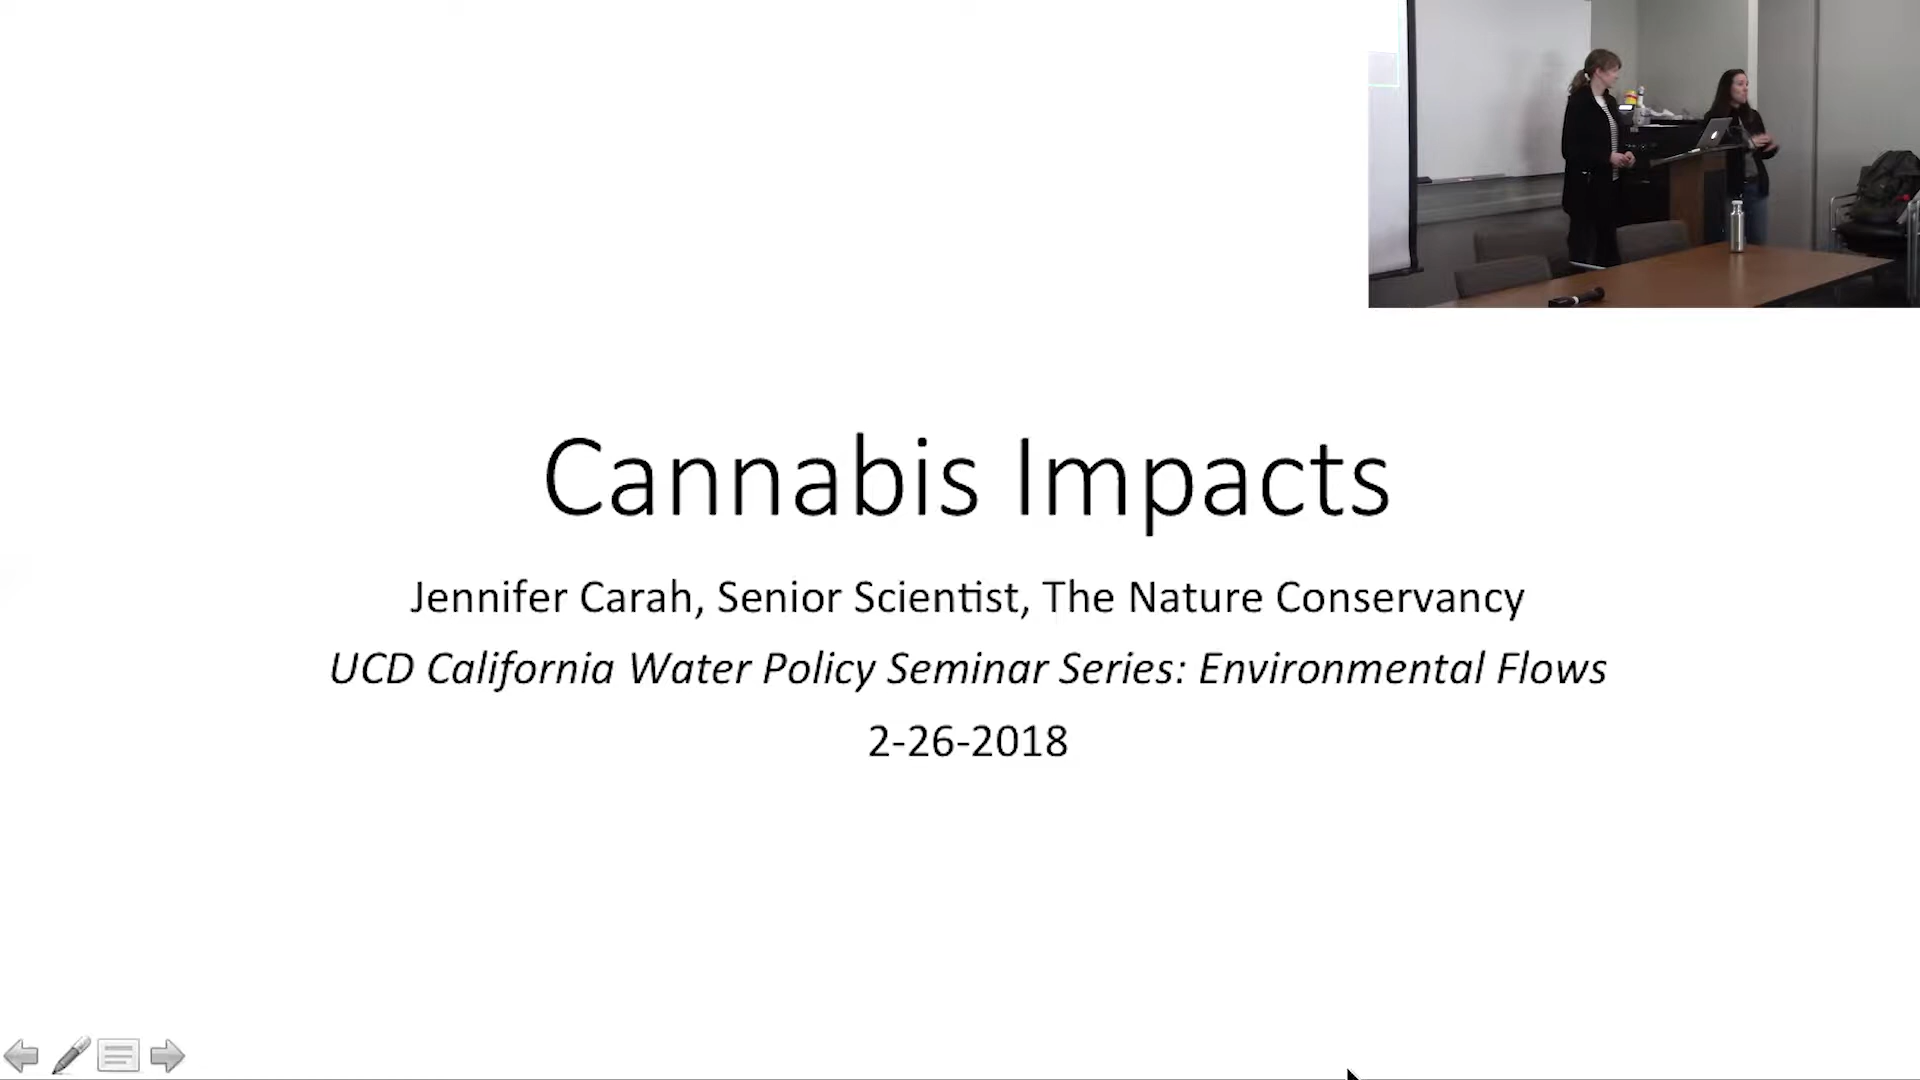 Cannabis Impacts
Jennifer Carah, Senior Scientist, The Nature Conservancy
UCD California Water Policy Seminar Series: Environmental Flows
2-26-2018